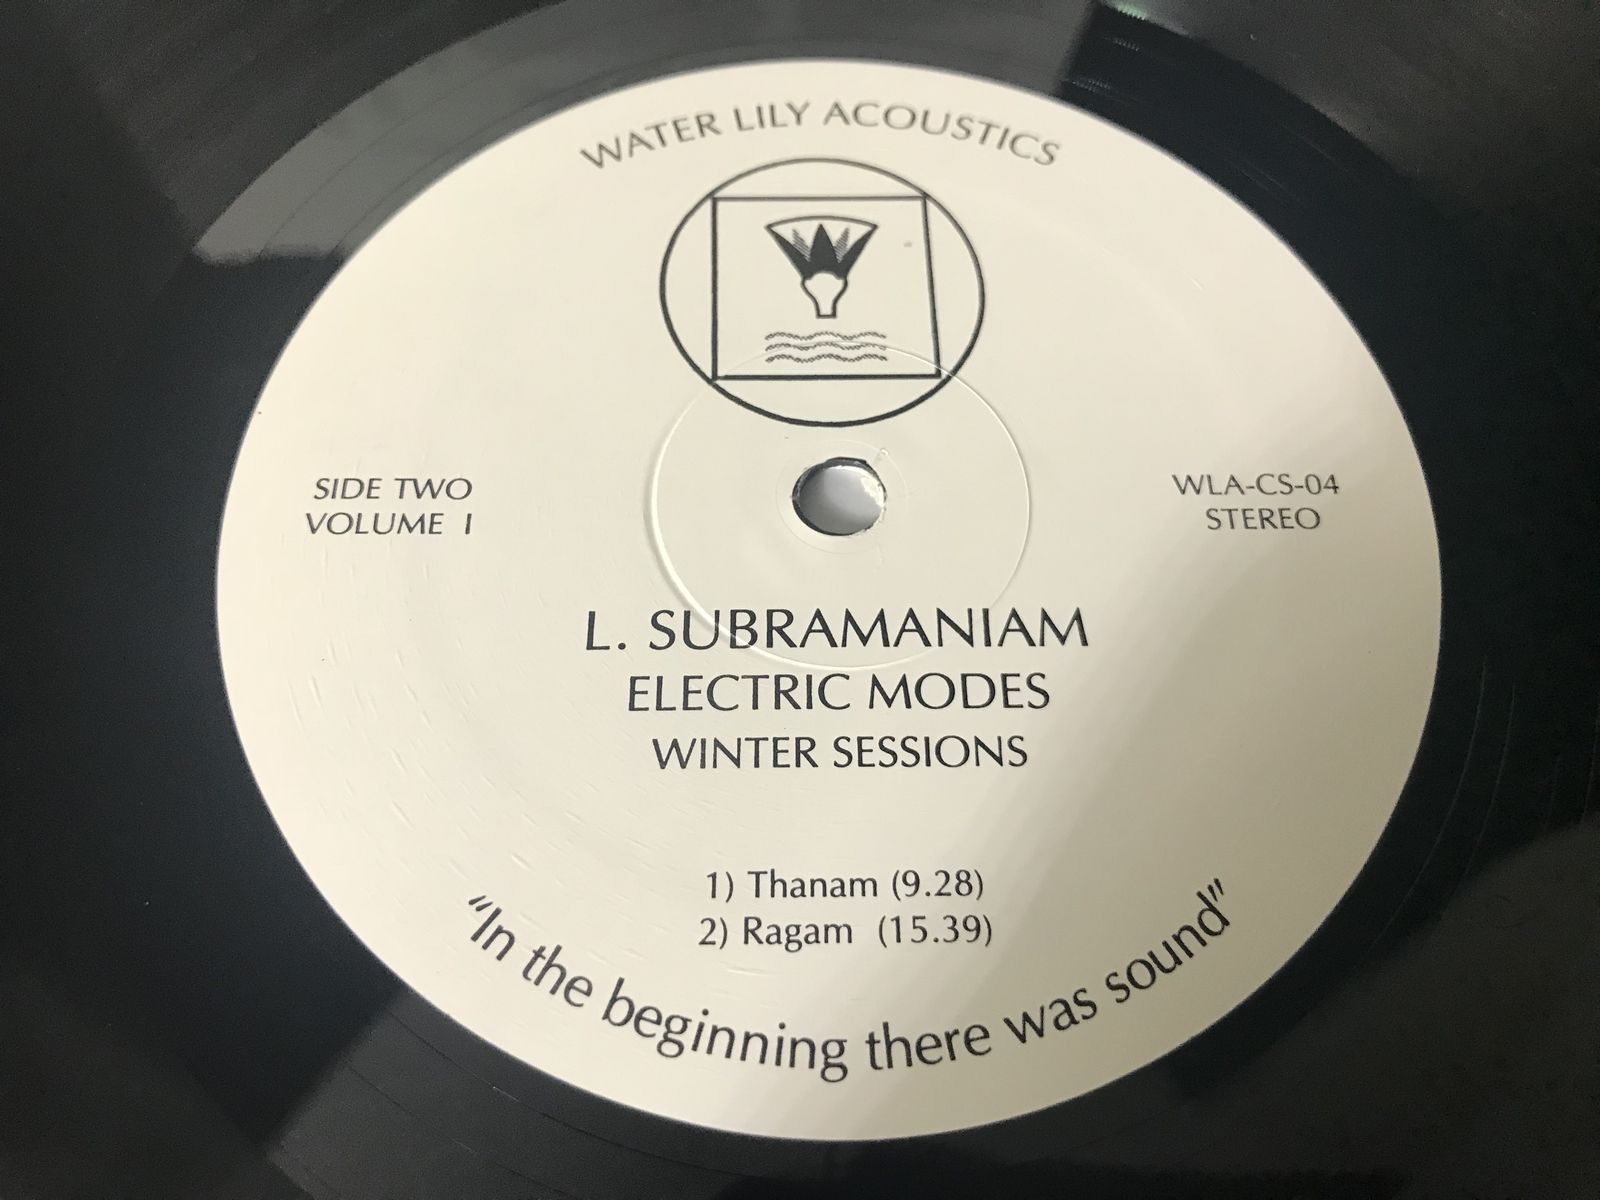 WATER LILY ACOUSTICS
SIDE TWO
VOLUME I
WLA-CS-04
STEREO
L. SUBRAMANIAM
ELECTRIC MODES
WINTER SESSIONS
1) Thanam (9.28)
2) Ragam (15.39)
"In the beginning there was sound"